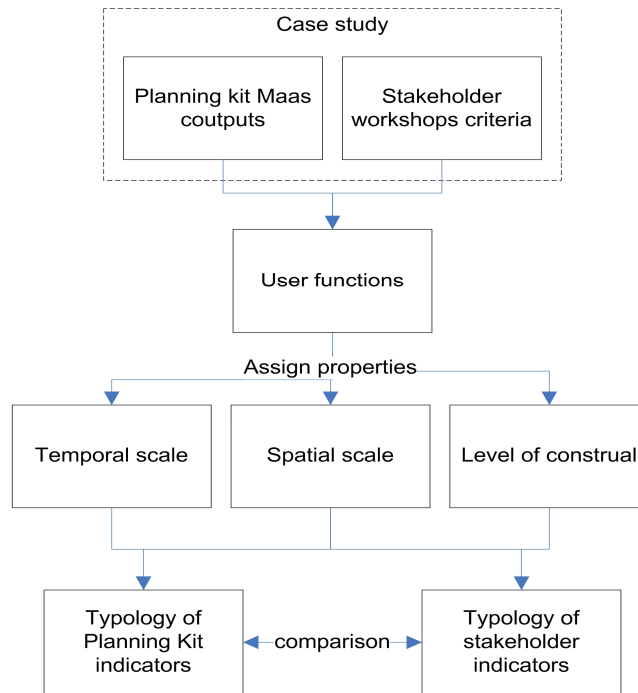 Case study
Planning kit Maas
coutputs
Stakeholder
workshops criteria
User functions
Assign properties
Temporal scale
Spatial scale
Level of construal
Typology of
Planning Kit
indicators
comparison
Typology of
stakeholder
indicators